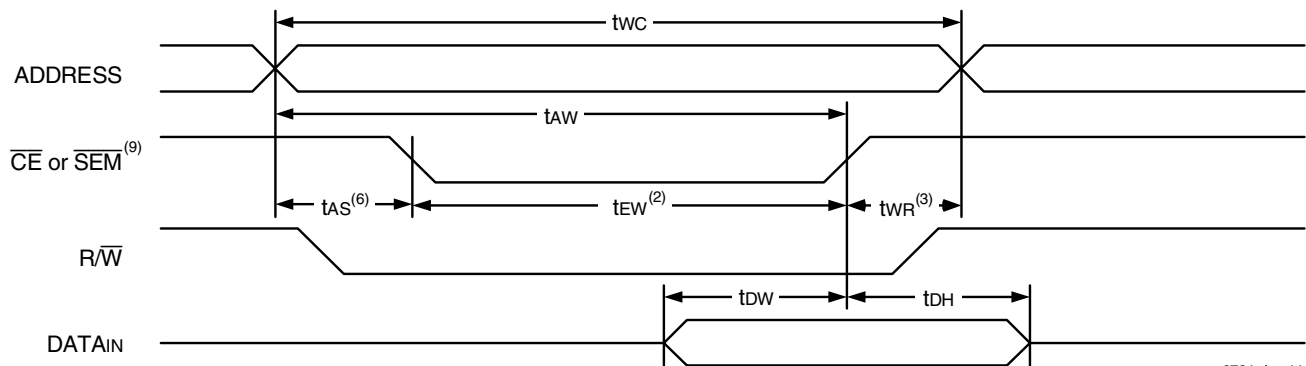 tWC
ADDRESS
tAW
CE or SEM(9)
tAS(6) tEW(2) tWR(3)
R/W
tDW tDH
DATAIN